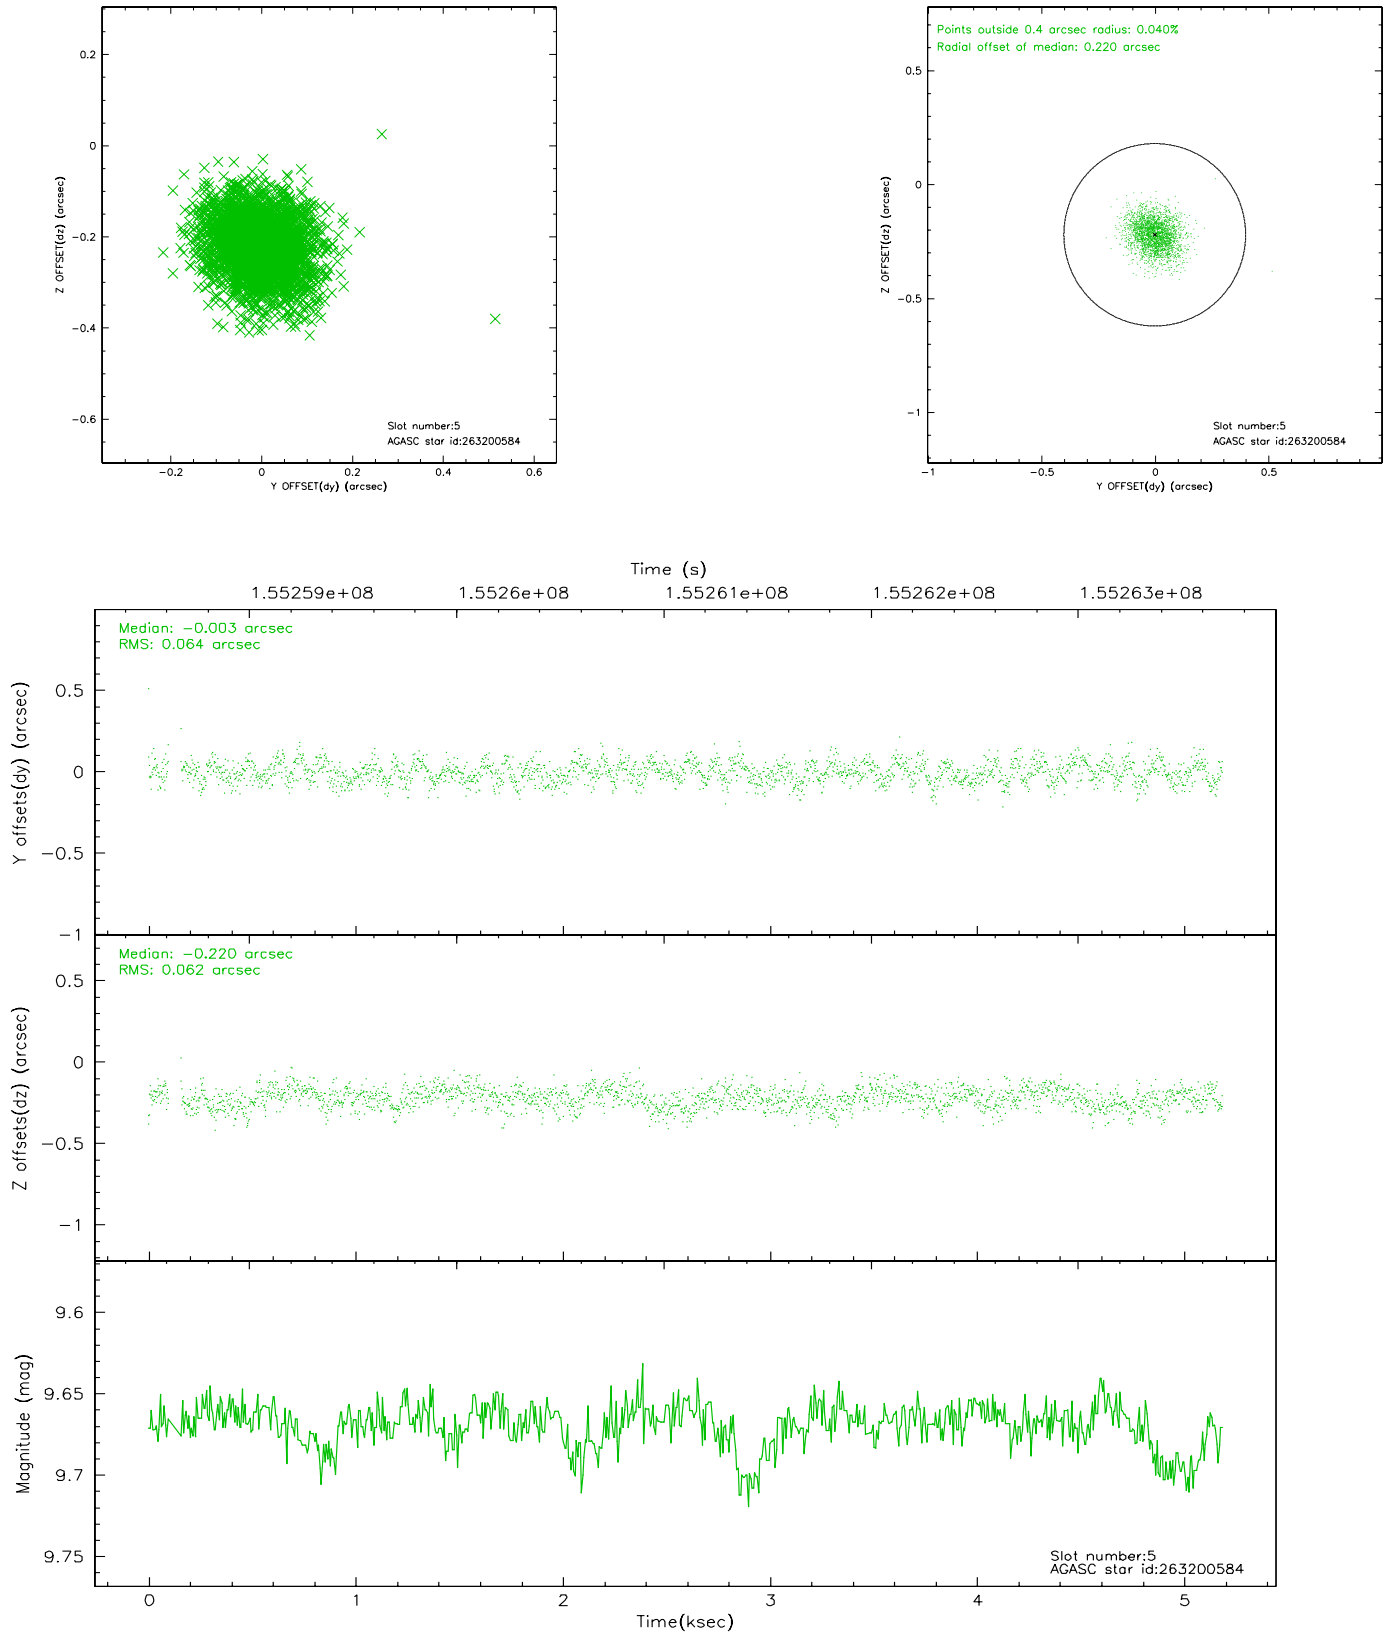 0.2
0
−0.2
−0.4
−0.6
Z OFFSET(dz) (arcsec)
Slot number:5
AGASC star id:263200584
−0.2
0
0.2
0.4
0.6
Y OFFSET(dy) (arcsec)
Points outside 0.4 arcsec radius: 0.040%
Radial offset of median: 0.220 arcsec
0.5
0
−0.5
−1
Z OFFSET(dz) (arcsec)
Slot number:5
AGASC star id:263200584
−1
−0.5
0
0.5
Y OFFSET(dy) (arcsec)
Time (s)
1.55259e+08
1.5526e+08
1.55261e+08
1.55262e+08
1.55263e+08
Median: −0.003 arcsec
RMS: 0.064 arcsec
0.5
0
−0.5
−1
Y offsets(dy) (arcsec)
Median: −0.220 arcsec
RMS: 0.062 arcsec
0.5
0
−0.5
−1
Z offsets(dz) (arcsec)
9.6
9.65
9.7
9.75
Magnitude (mag)
Slot number:5
AGASC star id:263200584
0
1
2
3
4
5
Time(ksec)